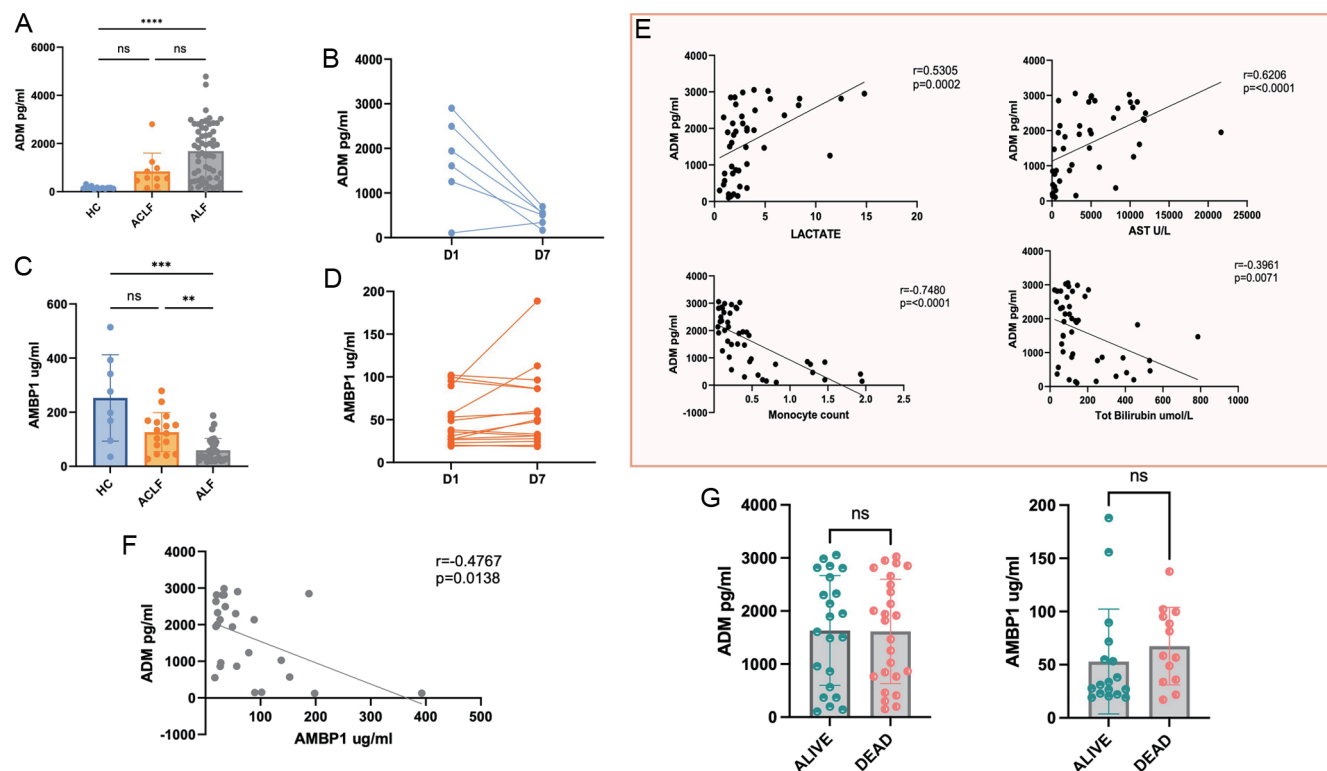 A
****
ns
ns
6000
4000
2000
0
ADM pg/ml
HC
ACLF
ALF
B
4000
3000
2000
1000
0
ADM pg/ml
D1
D7
C
***
ns
**
600
400
200
0
AMBP1 ug/ml
HC
ACLF
ALF
D
200
150
100
50
0
AMBP1 ug/ml
D1
D7
E
4000
3000
2000
1000
0
ADM pg/ml
r=0.5305
p=0.0002
0
5
10
15
20
LACTATE
4000
3000
2000
1000
0
ADM pg/ml
r=0.6206
p=<0.0001
0
5000
10000
15000
20000
25000
AST U/L
4000
3000
2000
1000
0
-1000
ADM pg/ml
r=-0.7480
p=<0.0001
0.5
1.0
1.5
2.0
2.5
Monocyte count
4000
3000
2000
1000
0
ADM pg/ml
r=-0.3961
p=0.0071
0
200
400
600
800
1000
Tot Bilirubin umol/L
F
4000
3000
2000
1000
0
-1000
ADM pg/ml
r=-0.4767
p=0.0138
100
200
300
400
500
AMBP1 ug/ml
G
ns
4000
3000
2000
1000
0
ADM pg/ml
ALIVE
DEAD
ns
200
150
100
50
0
AMBP1 ug/ml
ALIVE
DEAD